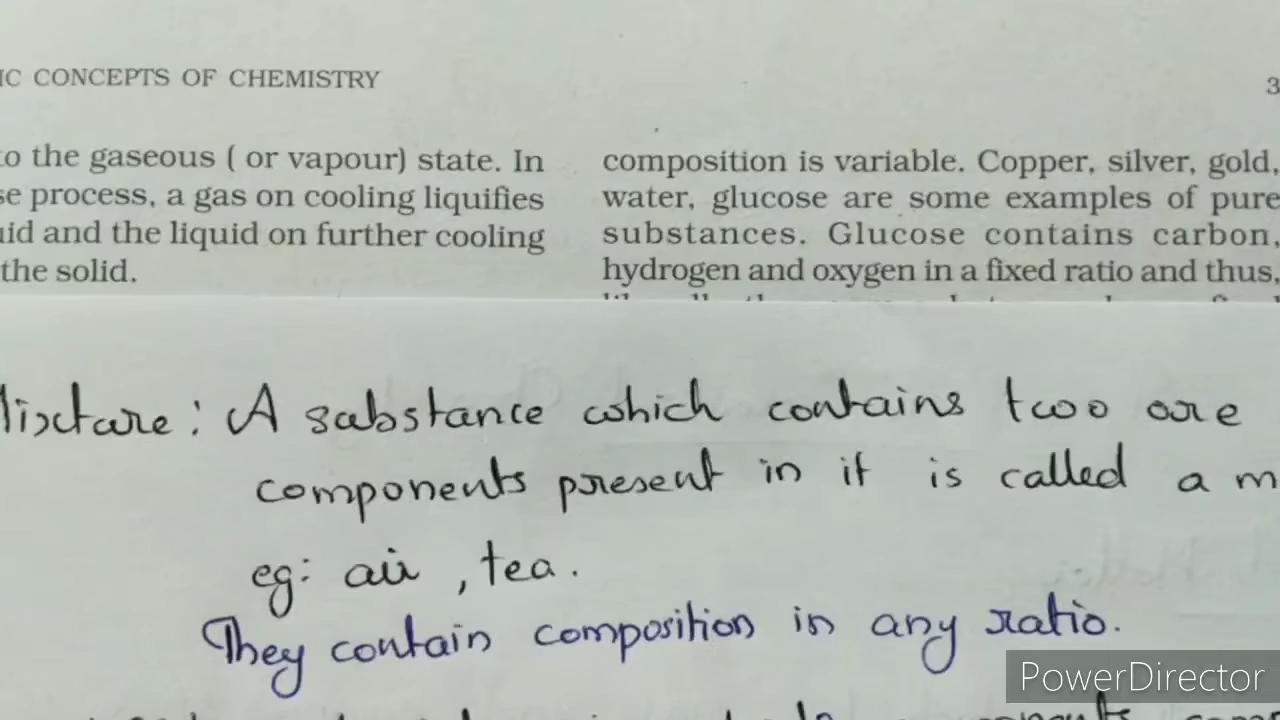 IC CONCEPTS OF CHEMISTRY
3
to the gaseous ( or vapour) state. In
se process, a gas on cooling liquifies
uid and the liquid on further cooling
the solid.
composition is variable. Copper, silver, gold,
water, glucose are some examples of pure
substances. Glucose contains carbon,
hydrogen and oxygen in a fixed ratio and thus,
Mixture: A substance which contains two ore
components present in it is called a m
eg: air , tea.
They contain composition in any ratio.
PowerDirector